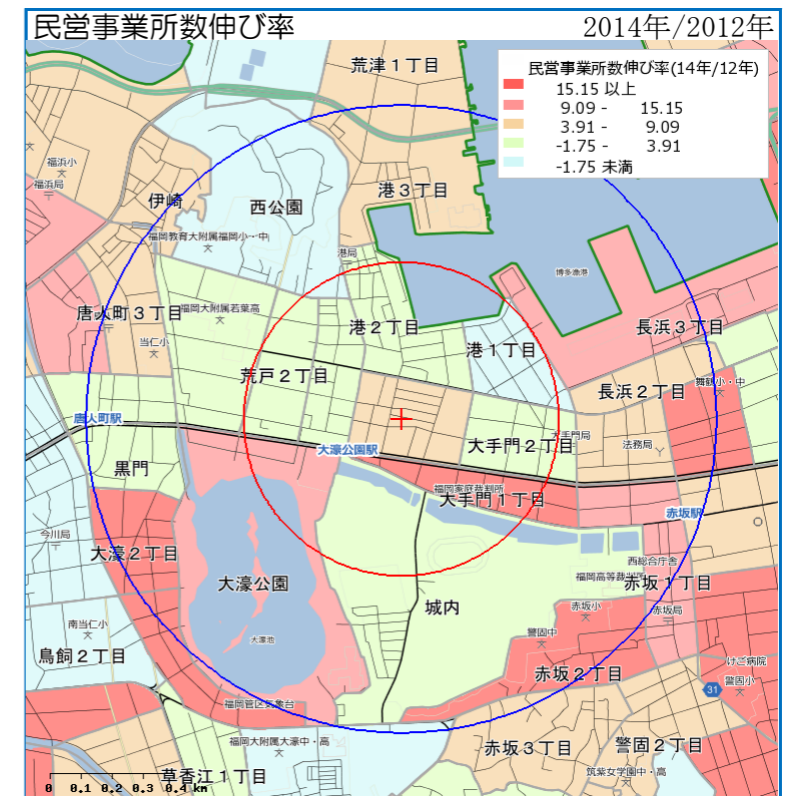 民営事業所数伸び率
2014年/2012年
民営事業所数伸び率(14年/12年)
15.15 以上
9.09 - 15.15
3.91 - 9.09
-1.75 - 3.91
-1.75 未満
荒津１丁目
福浜小
福浜局
伊崎
西公園
港３丁目
福岡教育大附属福岡小・中
港局
博多漁港
唐人町３丁目
福岡大附属若葉高
港２丁目
長浜３丁目
当仁小
港１丁目
荒戸２丁目
舞鶴小・中
長浜２丁目
唐人町駅
大手門局
大手門２丁目
法務局
大濠公園駅
黒門
福岡家庭裁判所
大手門１丁目
赤坂駅
今川局
大濠２丁目
西総合庁舎
福岡高等裁判所
赤坂１丁目
大濠公園
城内
赤坂小
赤坂局
南当仁小
警固中
大濠池
鳥飼２丁目
けご病院
赤坂２丁目
警固小
31
福岡管区気象台
福岡大附属大濠中・高
赤坂３丁目
警固２丁目
草香江１丁目
筑紫女学園中・高
0 0.1 0.2 0.3 0.4 km